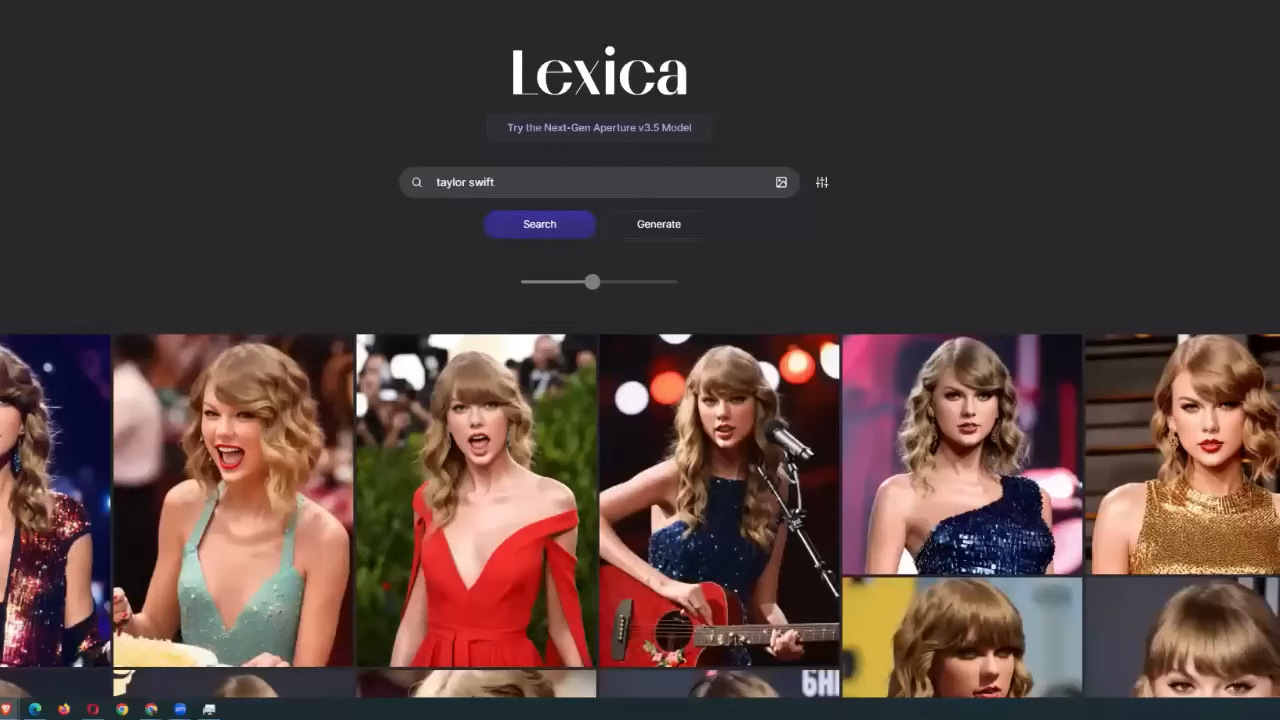 Lexica
Try the Next-Gen Aperture v3.5 Model
taylor swift
Search
Generate